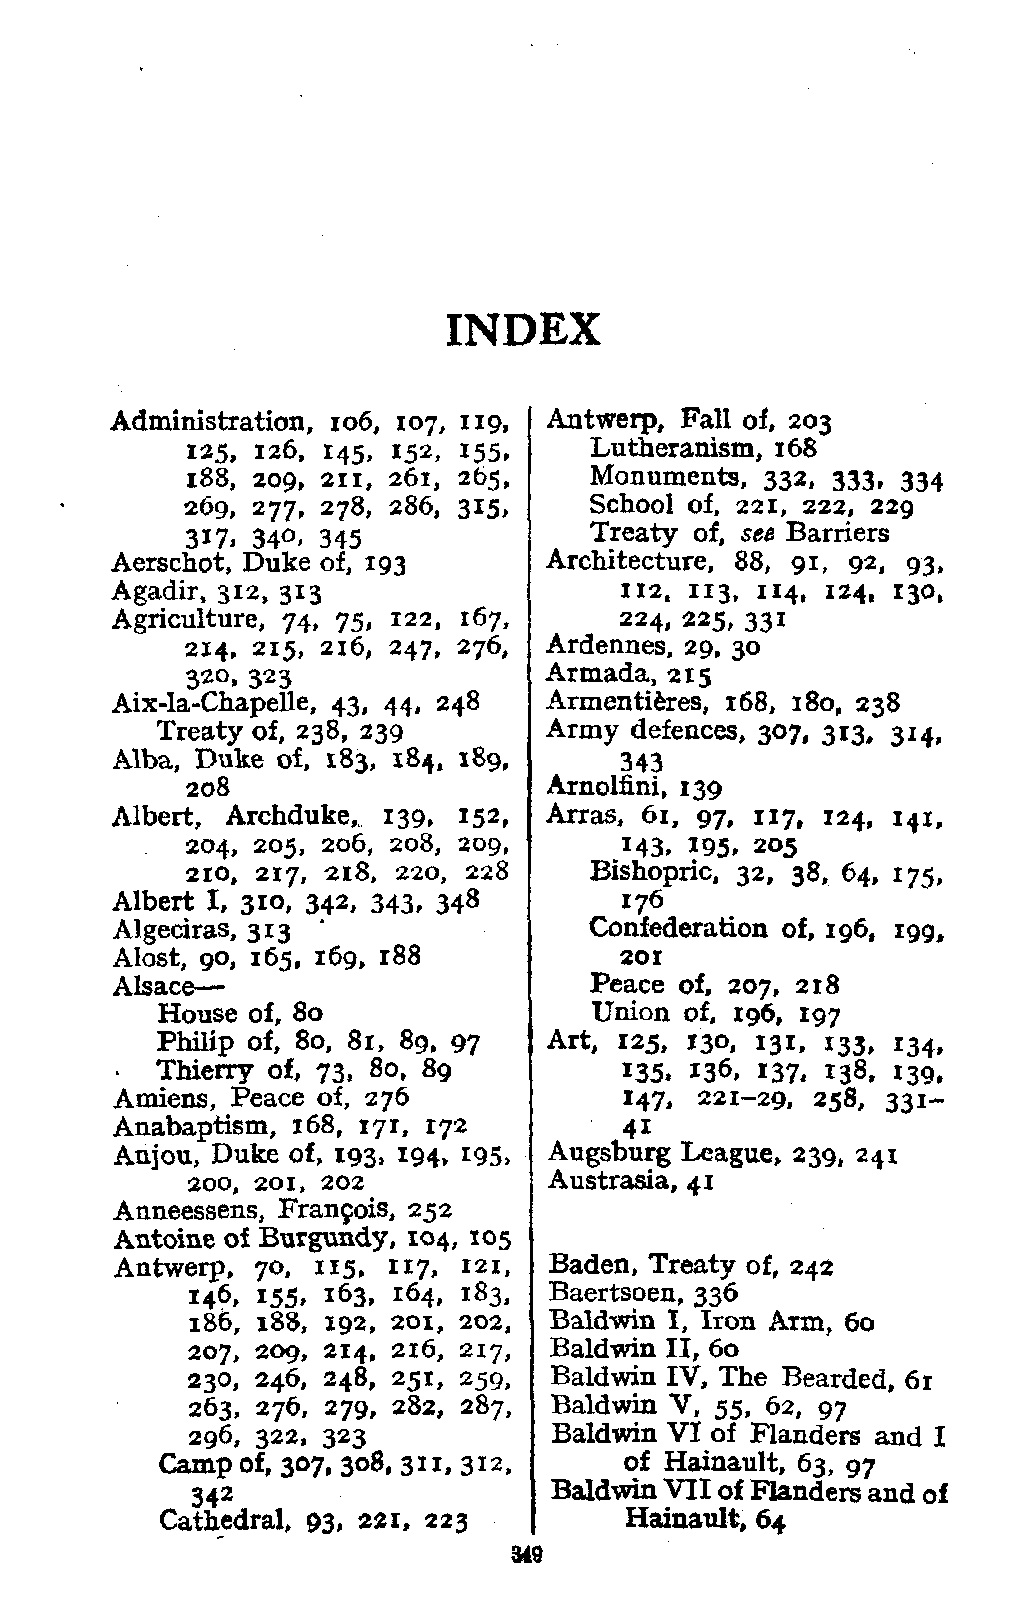 INDEX
Administration, 106, 107, 119,
125, 126, 145, 152, 155,
188, 209, 211, 261, 265,
269, 277, 278, 286, 315,
317, 340, 345
Aerschot, Duke of, 193
Agadir, 312, 313
Agriculture, 74, 75, 122, 167,
214, 215, 216, 247, 276,
320, 323
Aix-la-Chapelle, 43, 44, 248
Treaty of, 238, 239
Alba, Duke of, 183, 184, 189,
208
Albert, Archduke, 139, 152,
204, 205, 206, 208, 209,
210, 217, 218, 220, 228
Albert I, 310, 342, 343, 348
Algeciras, 313
Alost, 90, 165, 169, 188
Alsace—
House of, 80
Philip of, 80, 81, 89, 97
Thierry of, 73, 80, 89
Amiens, Peace of, 276
Anabaptism, 168, 171, 172
Anjou, Duke of, 193, 194, 195,
200, 201, 202
Anneessens, François, 252
Antoine of Burgundy, 104, 105
Antwerp, 70, 115, 117, 121,
146, 155, 163, 164, 183,
186, 188, 192, 201, 202,
207, 209, 214, 216, 217,
230, 246, 248, 251, 259,
263, 276, 279, 282, 287,
296, 322, 323
Camp of, 307, 308, 311, 312,
342
Cathedral, 93, 221, 223
Antwerp, Fall of, 203
Lutheranism, 168
Monuments, 332, 333, 334
School of, 221, 222, 229
Treaty of, see Barriers
Architecture, 88, 91, 92, 93,
112, 113, 114, 124, 130,
224, 225, 331
Ardennes, 29, 30
Armada, 215
Armentières, 168, 180, 238
Army defences, 307, 313, 314,
343
Arnolfini, 139
Arras, 61, 97, 117, 124, 141,
143, 195, 205
Bishopric, 32, 38, 64, 175,
176
Confederation of, 196, 199,
201
Peace of, 207, 218
Union of, 196, 197
Art, 125, 130, 131, 133, 134,
135, 136, 137, 138, 139,
147, 221–29, 258, 331–
41
Augsburg League, 239, 241
Austrasia, 41
Baden, Treaty of, 242
Baertsoen, 336
Baldwin I, Iron Arm, 60
Baldwin II, 60
Baldwin IV, The Bearded, 61
Baldwin V, 55, 62, 97
Baldwin VI of Flanders and I
of Hainault, 63, 97
Baldwin VII of Flanders and of
Hainault, 64
349